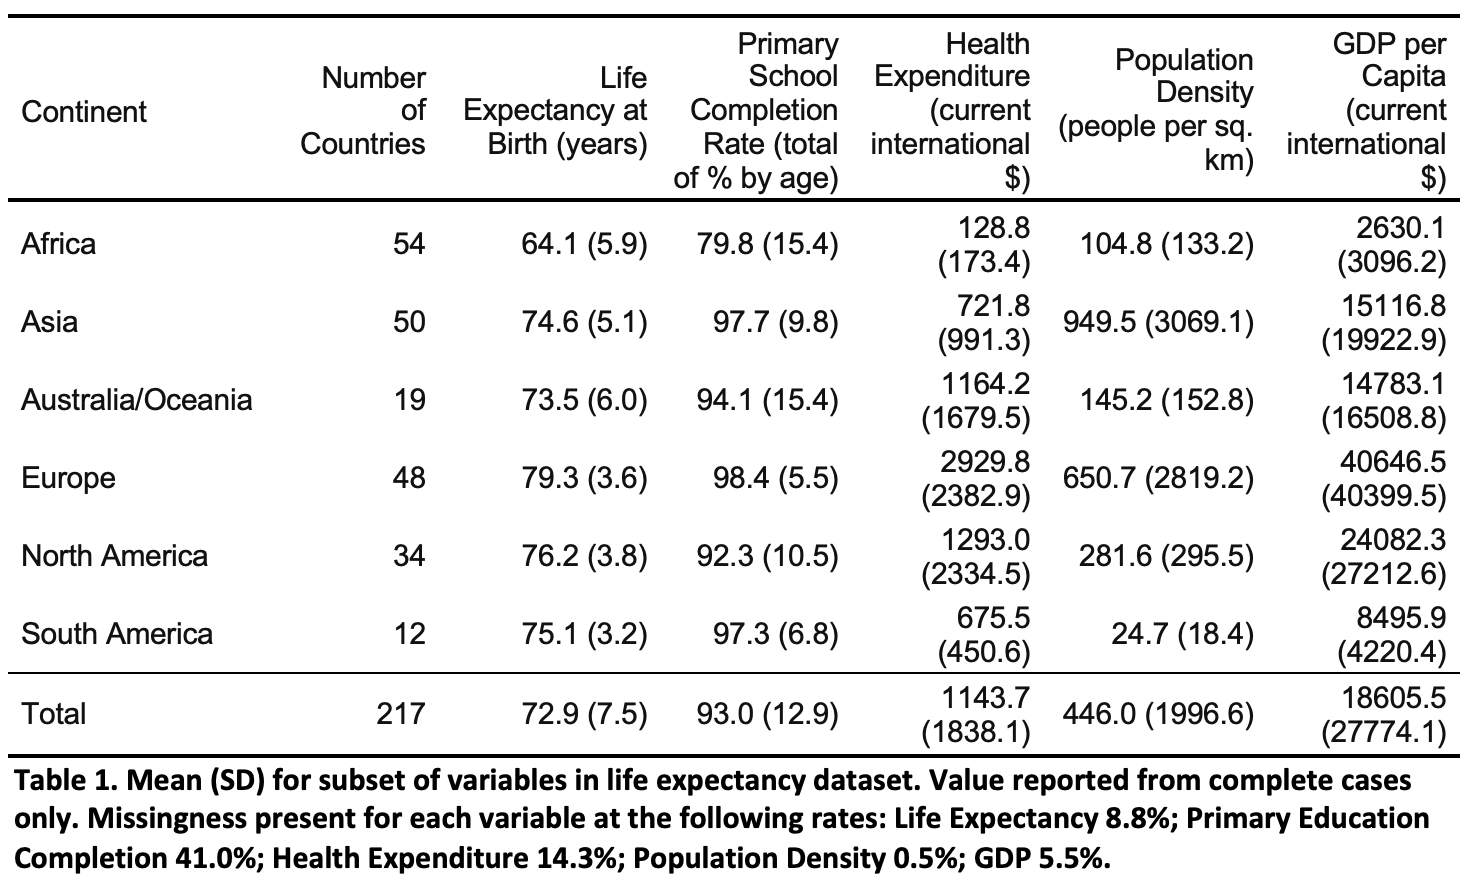 Continent Number of Countries Life Expectancy at Birth (years) Primary School Completion Rate (total of % by age) Health Expenditure (current international $) Population Density (people per sq. km) GDP per Capita (current international $)
Africa 54 64.1 (5.9) 79.8 (15.4) 128.8 (173.4) 104.8 (133.2) 2630.1 (3096.2)
Asia 50 74.6 (5.1) 97.7 (9.8) 721.8 (991.3) 949.5 (3069.1) 15116.8 (19922.9)
Australia/Oceania 19 73.5 (6.0) 94.1 (15.4) 1164.2 (1679.5) 145.2 (152.8) 14783.1 (16508.8)
Europe 48 79.3 (3.6) 98.4 (5.5) 2929.8 (2382.9) 650.7 (2819.2) 40646.5 (40399.5)
North America 34 76.2 (3.8) 92.3 (10.5) 1293.0 (2334.5) 281.6 (295.5) 24082.3 (27212.6)
South America 12 75.1 (3.2) 97.3 (6.8) 675.5 (450.6) 24.7 (18.4) 8495.9 (4220.4)
Total 217 72.9 (7.5) 93.0 (12.9) 1143.7 (1838.1) 446.0 (1996.6) 18605.5 (27774.1)
Table 1. Mean (SD) for subset of variables in life expectancy dataset. Value reported from complete cases
only. Missingness present for each variable at the following rates: Life Expectancy 8.8%; Primary Education
Completion 41.0%; Health Expenditure 14.3%; Population Density 0.5%; GDP 5.5%.